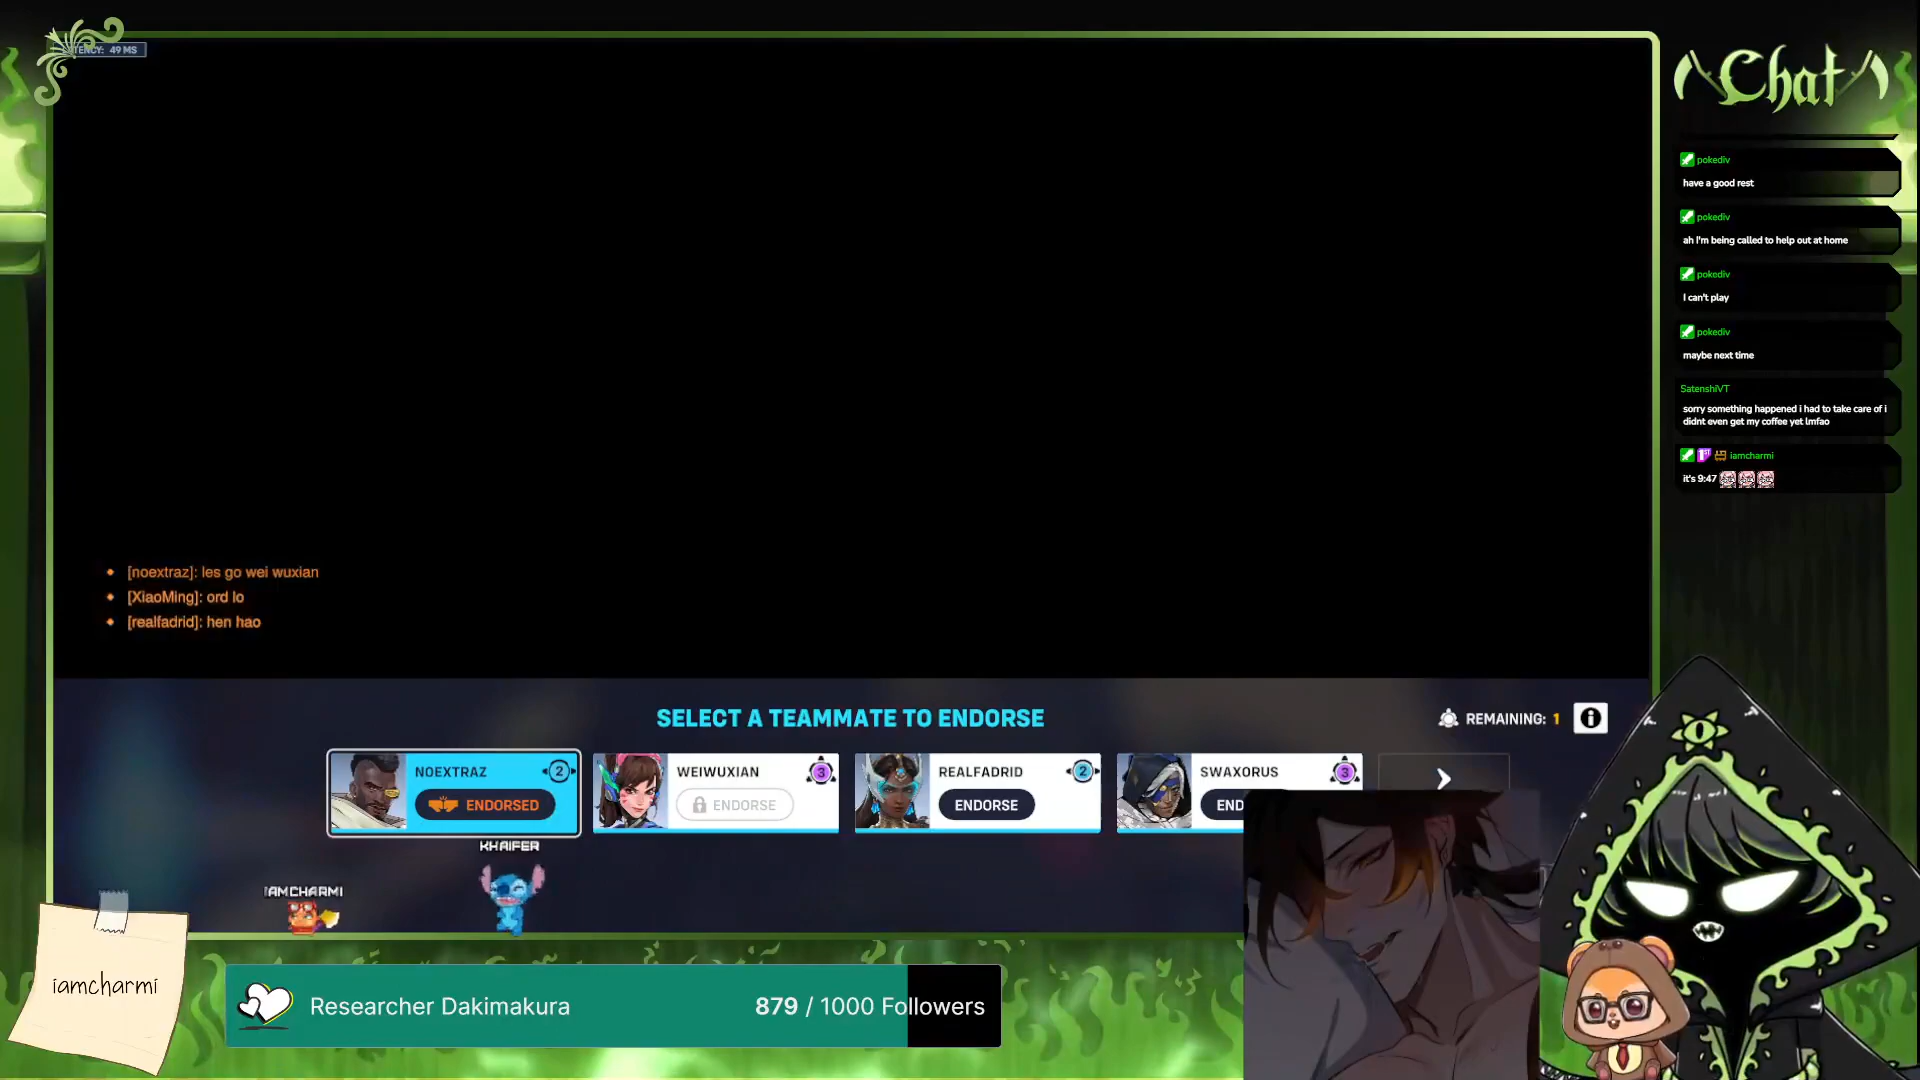 LATENCY: 49 MS
Chat
pokediv
have a good rest
pokediv
ah I'm being called to help out at home
pokediv
I can't play
pokediv
maybe next time
SatenshiVT
sorry something happened i had to take care of i
didnt even get my coffee yet lmfao
iamcharmi
it's 9:47
[noextraz]: les go wei wuxian
[XiaoMing]: ord lo
[realfadrid]: hen hao
SELECT A TEAMMATE TO ENDORSE
REMAINING: 1
NOEXTRAZ 2
ENDORSED
WEIWUXIAN 3
ENDORSE
REALFADRID 2
ENDORSE
SWAXORUS 3
END
KHAIFER
IAMCHARMI
iamcharmi
Researcher Dakimakura
879 / 1000 Followers